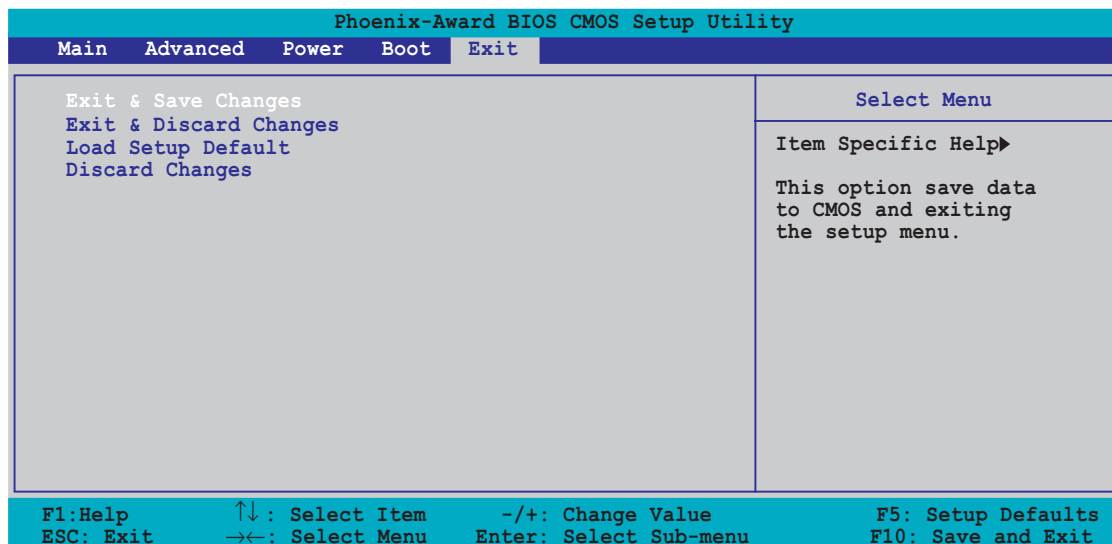 Phoenix-Award BIOS CMOS Setup Utility
Main Advanced Power Boot Exit
Exit & Save Changes
Exit & Discard Changes
Load Setup Default
Discard Changes
Select Menu
Item Specific Help▶
This option save data
to CMOS and exiting
the setup menu.
F1:Help ↑↓ : Select Item -/+: Change Value F5: Setup Defaults
ESC: Exit →←: Select Menu Enter: Select Sub-menu F10: Save and Exit